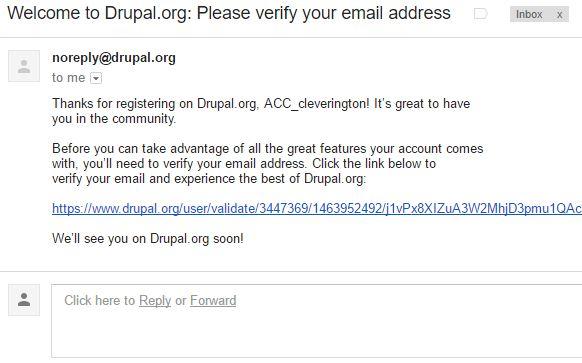 Welcome to Drupal.org: Please verify your email address
Inbox x
noreply@drupal.org
to me
Thanks for registering on Drupal.org, ACC_cleverington! It's great to have
you in the community.
Before you can take advantage of all the great features your account comes
with, you'll need to verify your email address. Click the link below to
verify your email and experience the best of Drupal.org:
https://www.drupal.org/user/validate/3447369/1463952492/j1vPx8XIZuA3W2MhjD3pmu1QAc
We'll see you on Drupal.org soon!
Click here to Reply or Forward